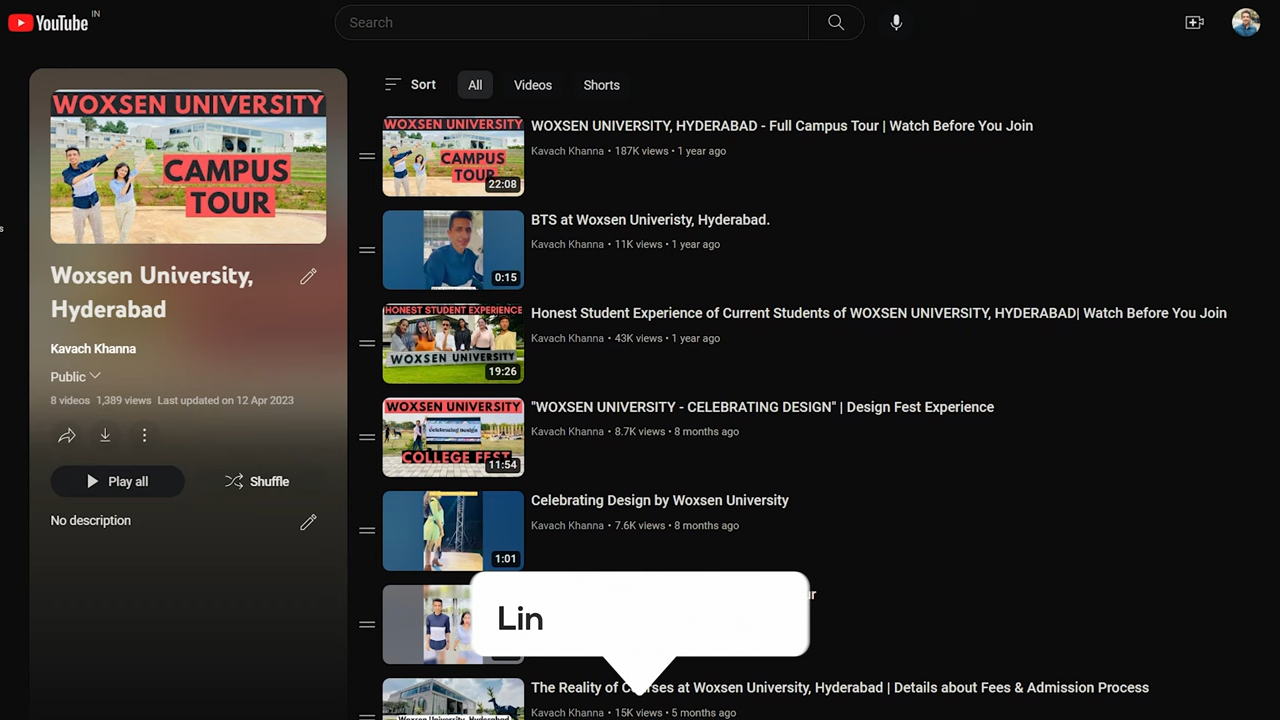 YouTube IN
Search
WOXSEN UNIVERSITY
CAMPUS
TOUR
Woxsen University,
Hyderabad
Kavach Khanna
Public
8 videos 1,389 views Last updated on 12 Apr 2023
Play all
Shuffle
No description
Sort
All
Videos
Shorts
WOXSEN UNIVERSITY
CAMPUS
TOUR
22:08
WOXSEN UNIVERSITY, HYDERABAD - Full Campus Tour | Watch Before You Join
Kavach Khanna • 187K views • 1 year ago
0:15
BTS at Woxsen Univeristy, Hyderabad.
Kavach Khanna • 11K views • 1 year ago
HONEST STUDENT EXPERIENCE
WOXSEN UNIVERSITY
19:26
Honest Student Experience of Current Students of WOXSEN UNIVERSITY, HYDERABAD| Watch Before You Join
Kavach Khanna • 43K views • 1 year ago
WOXSEN UNIVERSITY
Celebrating Design
COLLEGE FEST
11:54
"WOXSEN UNIVERSITY - CELEBRATING DESIGN" | Design Fest Experience
Kavach Khanna • 8.7K views • 8 months ago
1:01
Celebrating Design by Woxsen University
Kavach Khanna • 7.6K views • 8 months ago
Lin
Woxsen University, Hyderabad
The Reality of Courses at Woxsen University, Hyderabad | Details about Fees & Admission Process
Kavach Khanna • 15K views • 5 months ago